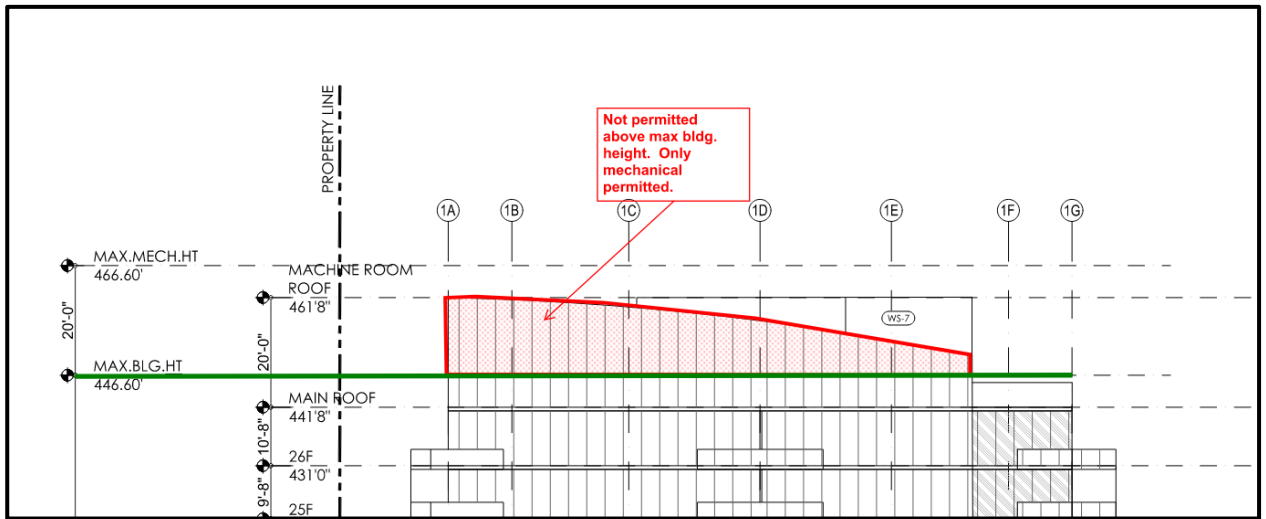 PROPERTY LINE
Not permitted
above max bldg.
height. Only
mechanical
permitted.
1A
1B
1C
1D
1E
1F
1G
MAX.MECH.HT
466.60'
MACHINE ROOM
ROOF
461'8"
WS-7
20'-0"
20'-0"
MAX.BLG.HT
446.60'
MAIN ROOF
441'8"
10'-8"
26F
431'0"
9'-8"
25F